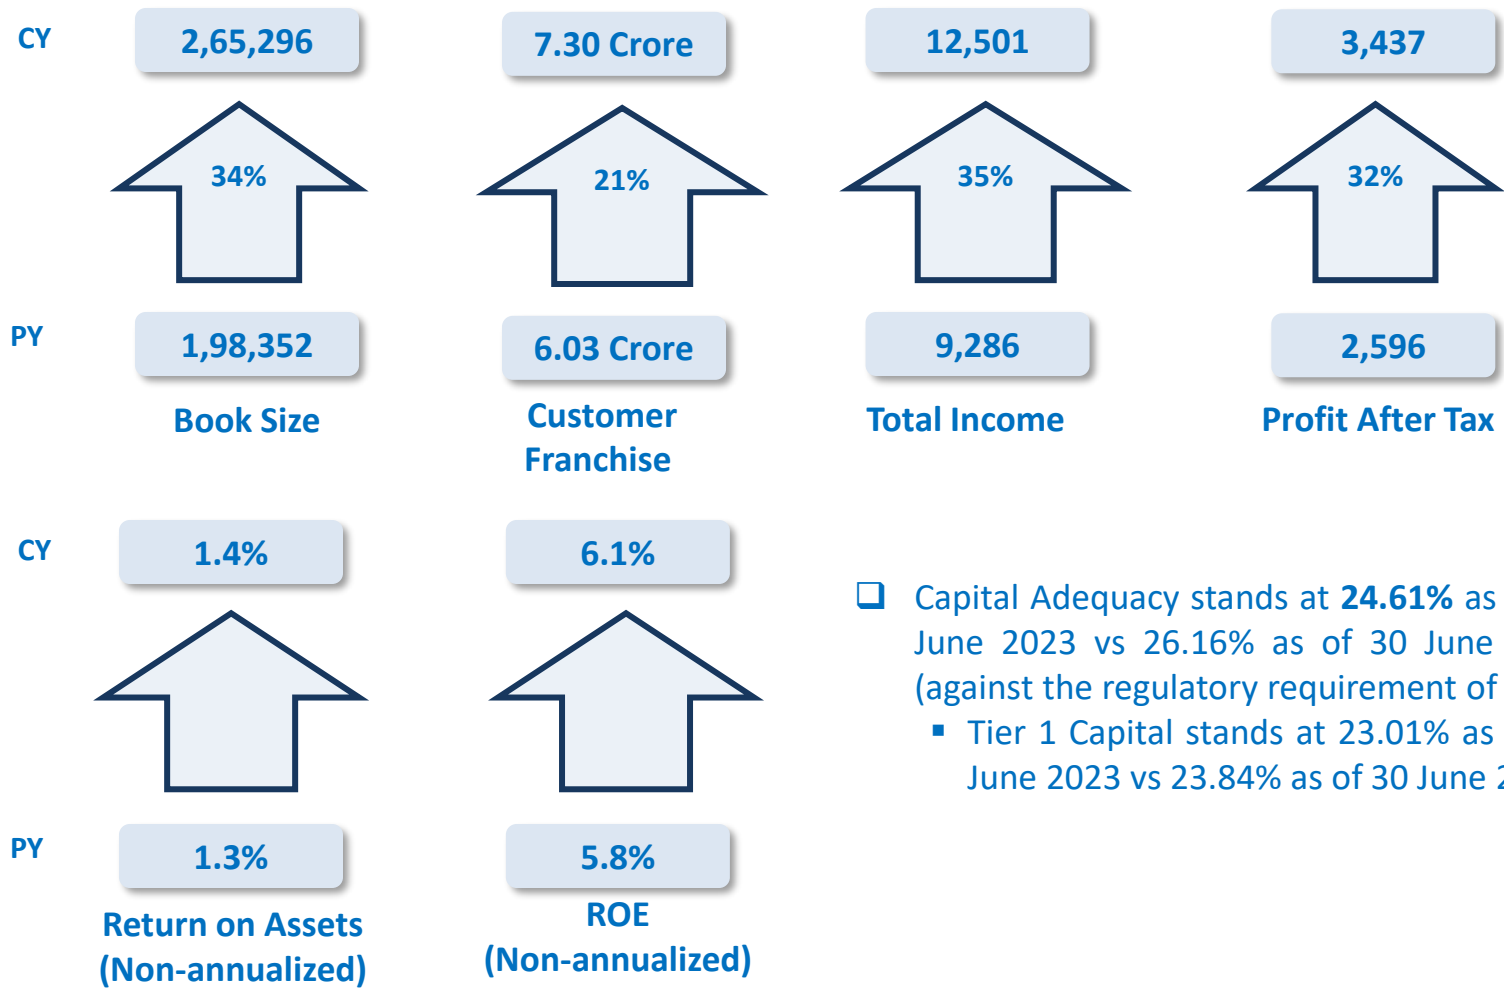 CY
2,65,296
7.30 Crore
12,501
3,437
34%
21%
35%
32%
PY
1,98,352
6.03 Crore
9,286
2,596
Book Size
Customer
Franchise
Total Income
Profit After Tax
CY
1.4%
6.1%
PY
1.3%
5.8%
Return on Assets
(Non-annualized)
ROE
(Non-annualized)
❑ Capital Adequacy stands at 24.61% as
June 2023 vs 26.16% as of 30 June
(against the regulatory requirement of
▪ Tier 1 Capital stands at 23.01% as
June 2023 vs 23.84% as of 30 June